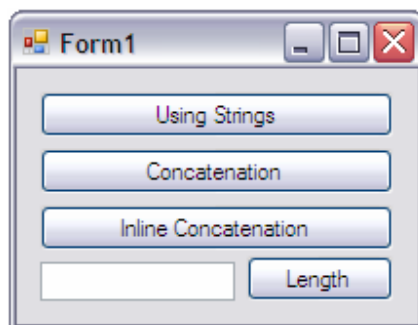 Form1
Using Strings
Concatenation
Inline Concatenation
Length